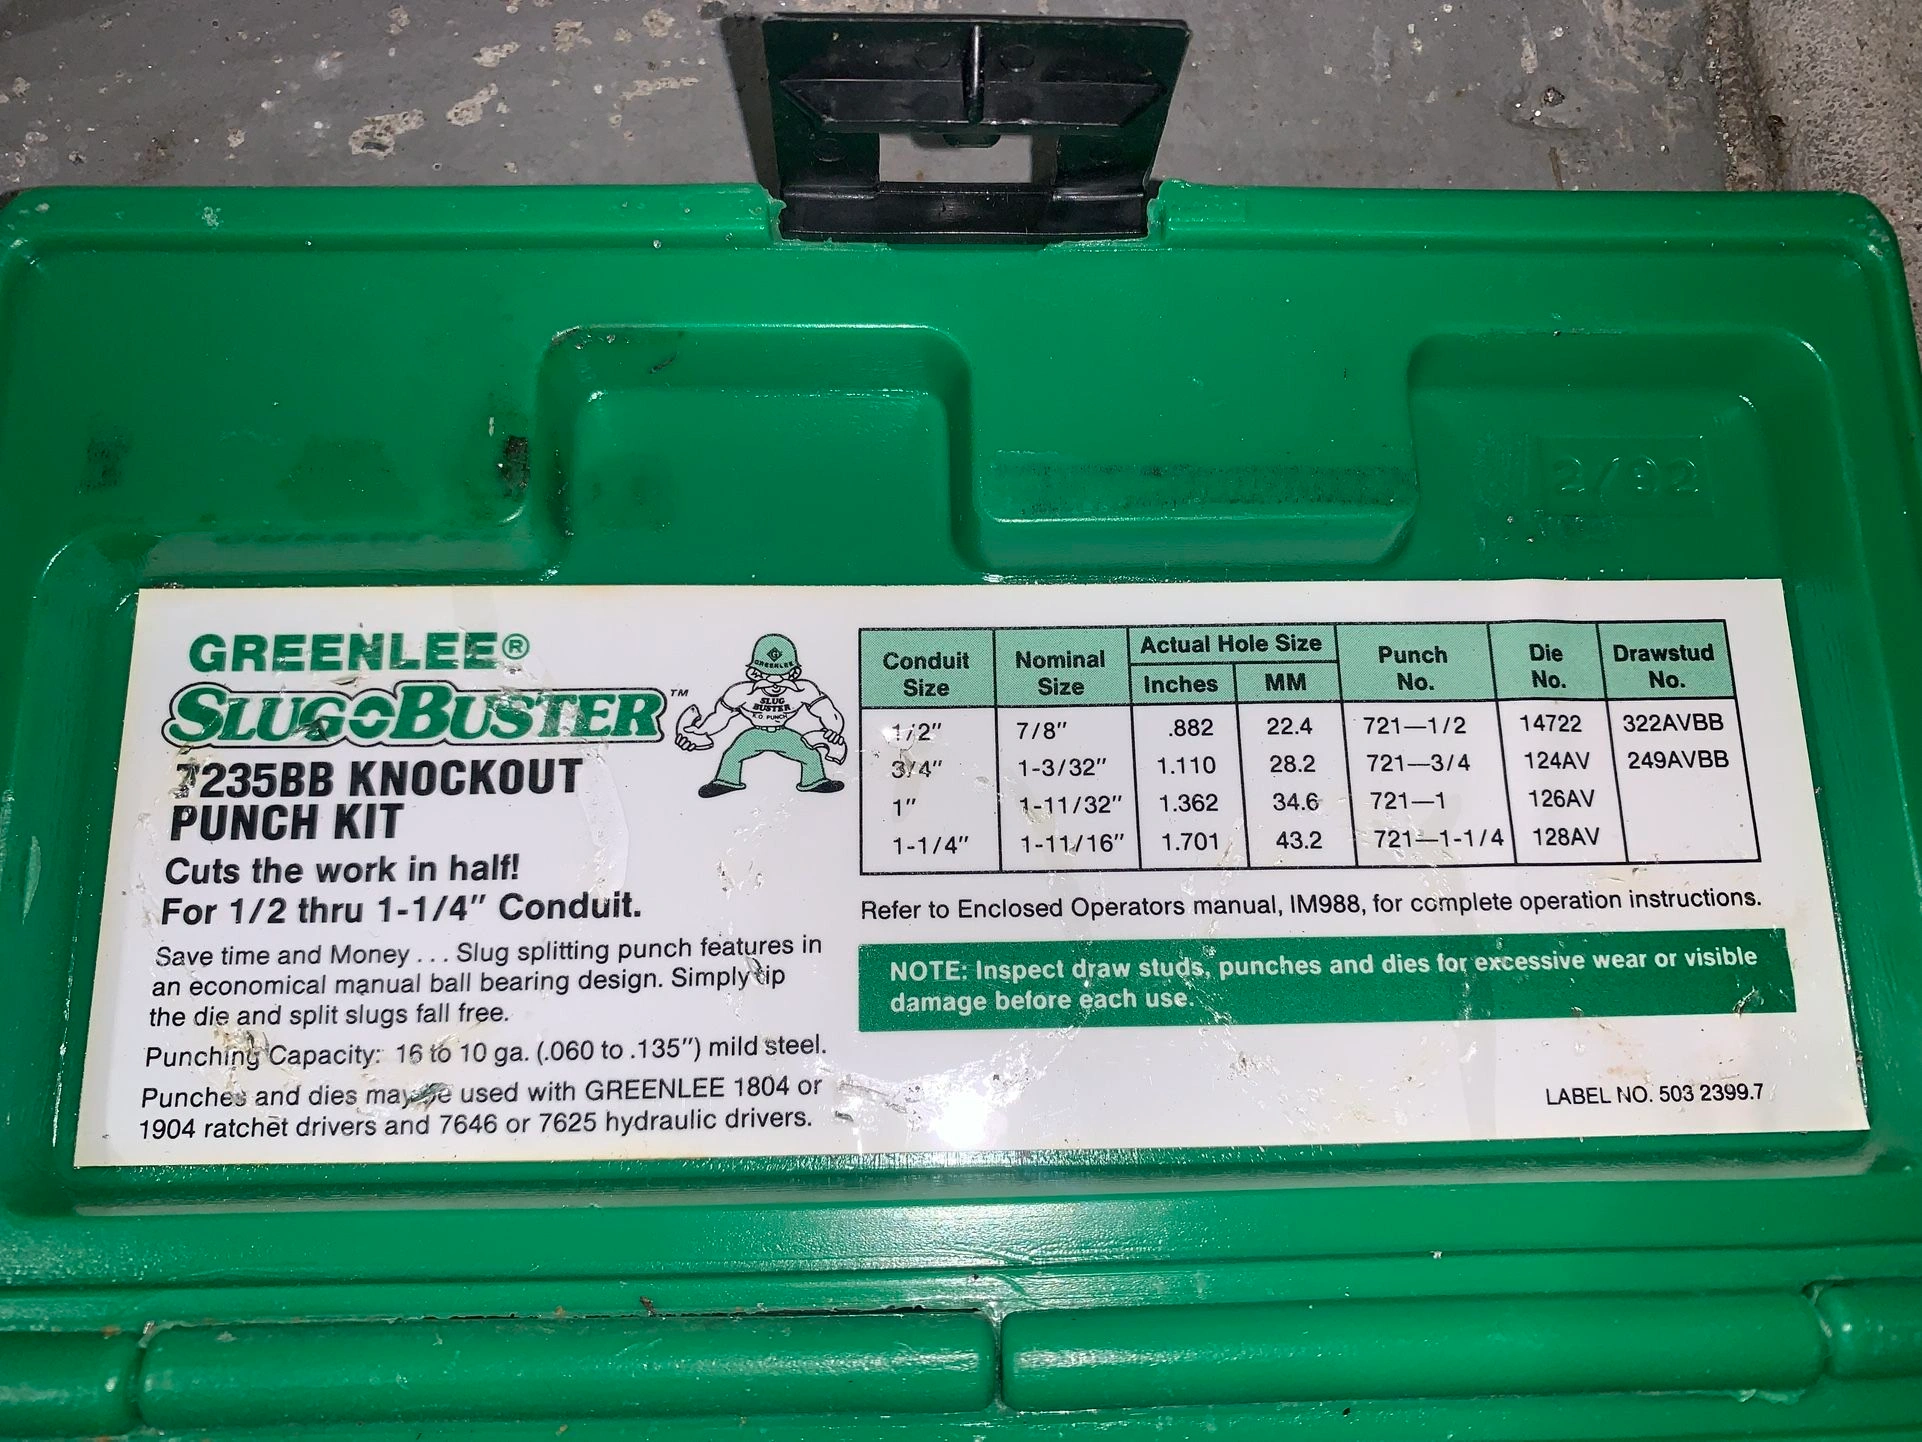 GREENLEE®
SLUG-BUSTER™
7235BB KNOCKOUT
PUNCH KIT
Cuts the work in half!
For 1/2 thru 1-1/4" Conduit.
Save time and Money . . . Slug splitting punch features in
an economical manual ball bearing design. Simply tip
the die and split slugs fall free.
Punching Capacity: 16 to 10 ga. (.060 to .135") mild steel.
Punches and dies may be used with GREENLEE 1804 or
1904 ratchet drivers and 7646 or 7625 hydraulic drivers.
GREENLEE
SLUG
BUSTER
K.O. PUNCH
Conduit Size Nominal Size Actual Hole Size Inches MM Punch No. Die No. Drawstud No.
1/2" 7/8" .882 22.4 721—1/2 14722 322AVBB
3/4" 1-3/32" 1.110 28.2 721—3/4 124AV 249AVBB
1" 1-11/32" 1.362 34.6 721—1 126AV
1-1/4" 1-11/16" 1.701 43.2 721—1-1/4 128AV
Refer to Enclosed Operators manual, IM988, for complete operation instructions.
NOTE: Inspect draw studs, punches and dies for excessive wear or visible
damage before each use.
LABEL NO. 503 2399.7